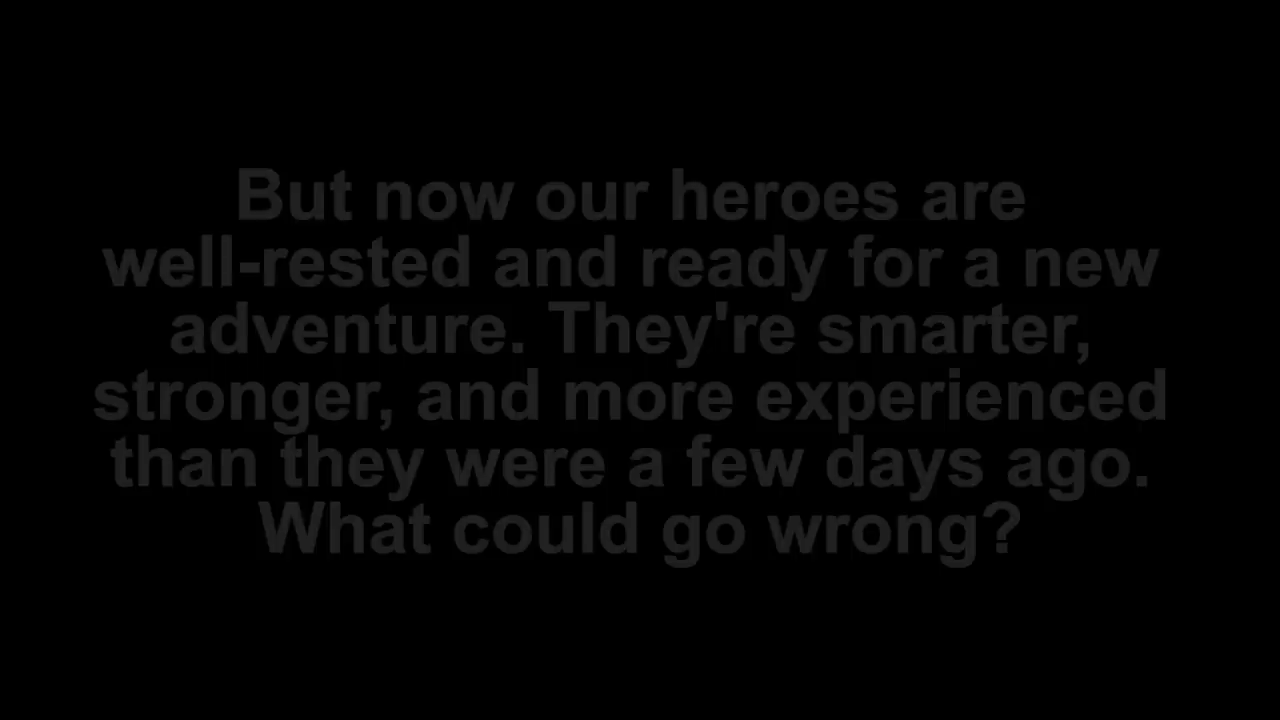 But now our heroes are
well-rested and ready for a new
adventure. They're smarter,
stronger, and more experienced
than they were a few days ago.
What could go wrong?